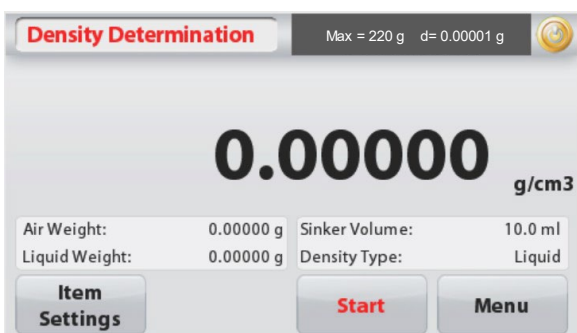 Density Determination Max = 220 g d= 0.00001 g
0.00000
g/cm3
Air Weight: 0.00000 g Sinker Volume: 10.0 ml
Liquid Weight: 0.00000 g Density Type: Liquid
Item
Settings
Start
Menu